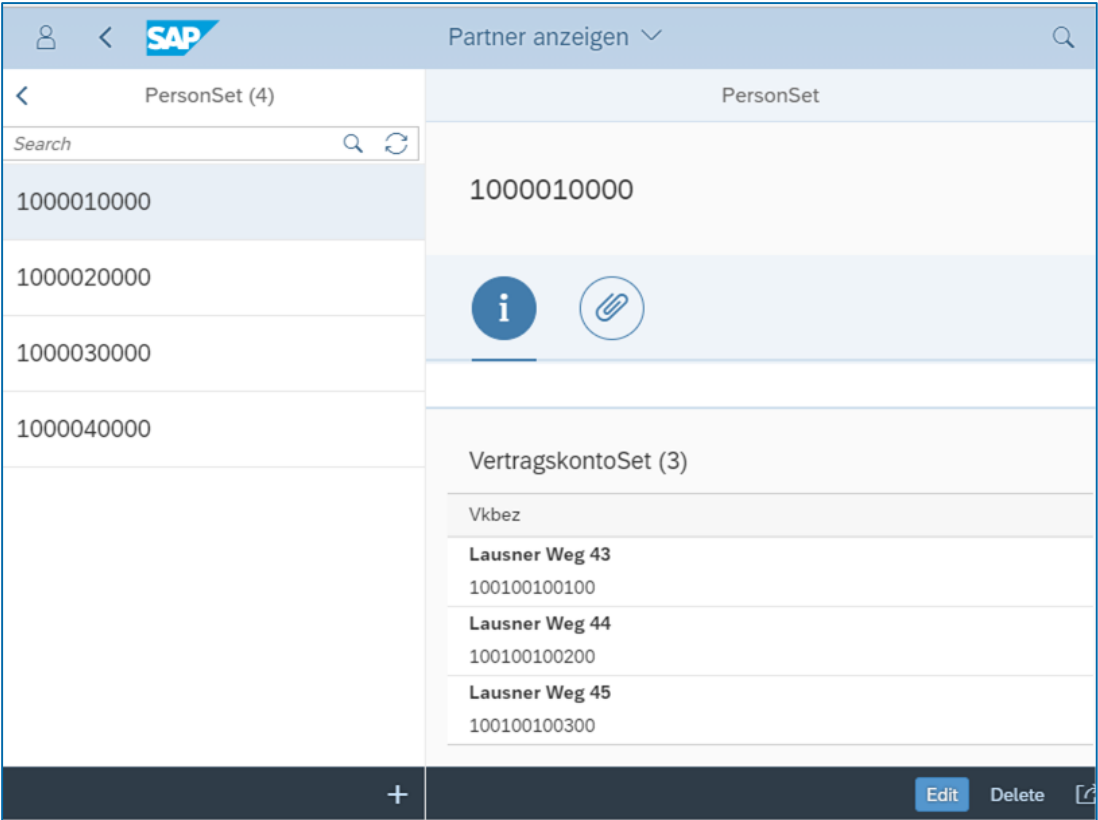 SAP
Partner anzeigen
PersonSet (4)
Search
1000010000
1000020000
1000030000
1000040000
PersonSet
1000010000
VertragskontoSet (3)
Vkbez
Lausner Weg 43
100100100100
Lausner Weg 44
100100100200
Lausner Weg 45
100100100300
Edit Delete